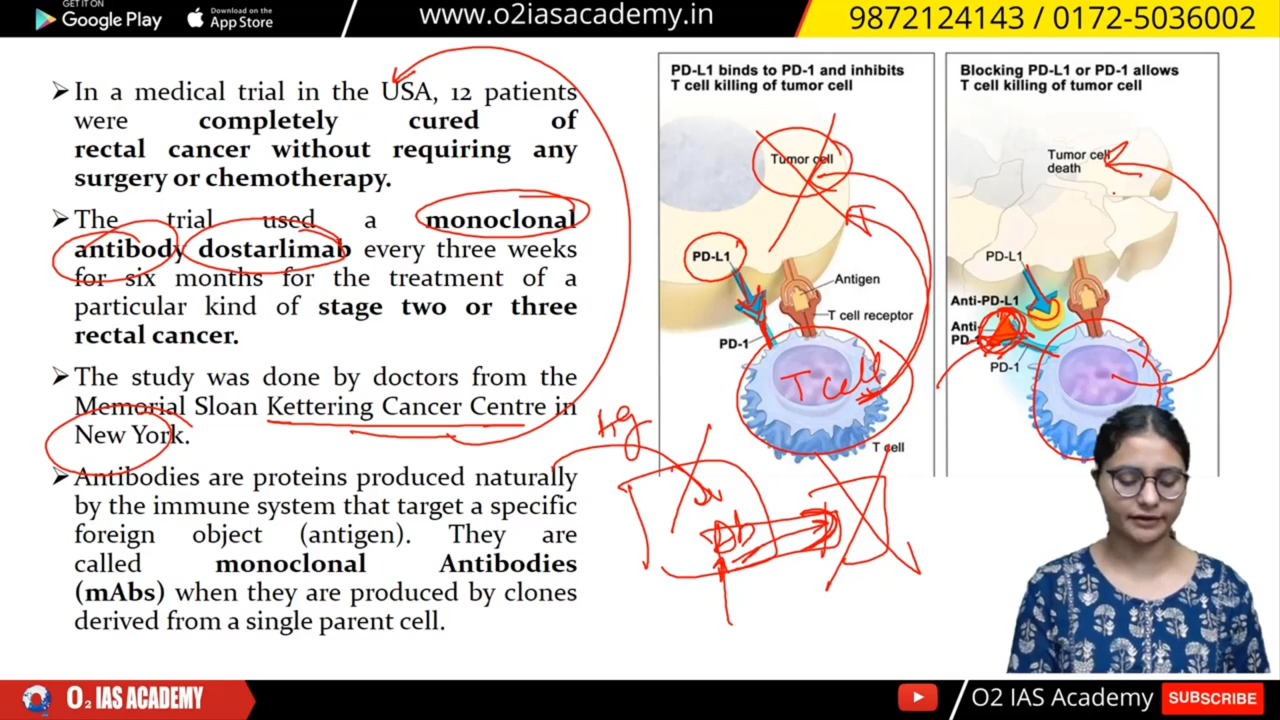 GET IT ON
Google Play
Download on the
App Store
www.o2iasacademy.in
9872124143 / 0172-5036002
➢ In a medical trial in the USA, 12 patients
were completely cured of
rectal cancer without requiring any
surgery or chemotherapy.
➢ The trial used a monoclonal
antibody dostarlimab every three weeks
for six months for the treatment of a
particular kind of stage two or three
rectal cancer.
➢ The study was done by doctors from the
Memorial Sloan Kettering Cancer Centre in
New York.
➢ Antibodies are proteins produced naturally
by the immune system that target a specific
foreign object (antigen). They are
called monoclonal Antibodies
(mAbs) when they are produced by clones
derived from a single parent cell.
PD-L1 binds to PD-1 and inhibits
T cell killing of tumor cell
Tumor cell
PD-L1
Antigen
T cell receptor
PD-1
T cell
T cell
Ab
Blocking PD-L1 or PD-1 allows
T cell killing of tumor cell
Tumor cell
death
PD-L1
Anti-PD-L1
Anti-
PD-1
O2 IAS ACADEMY
O2 IAS Academy
SUBSCRIBE